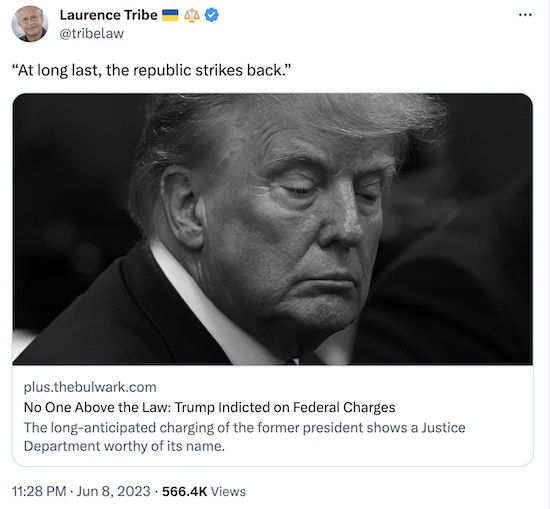 Laurence Tribe
@tribelaw
“At long last, the republic strikes back.”
plus.thebulwark.com
No One Above the Law: Trump Indicted on Federal Charges
The long-anticipated charging of the former president shows a Justice
Department worthy of its name.
11:28 PM · Jun 8, 2023 · 566.4K Views